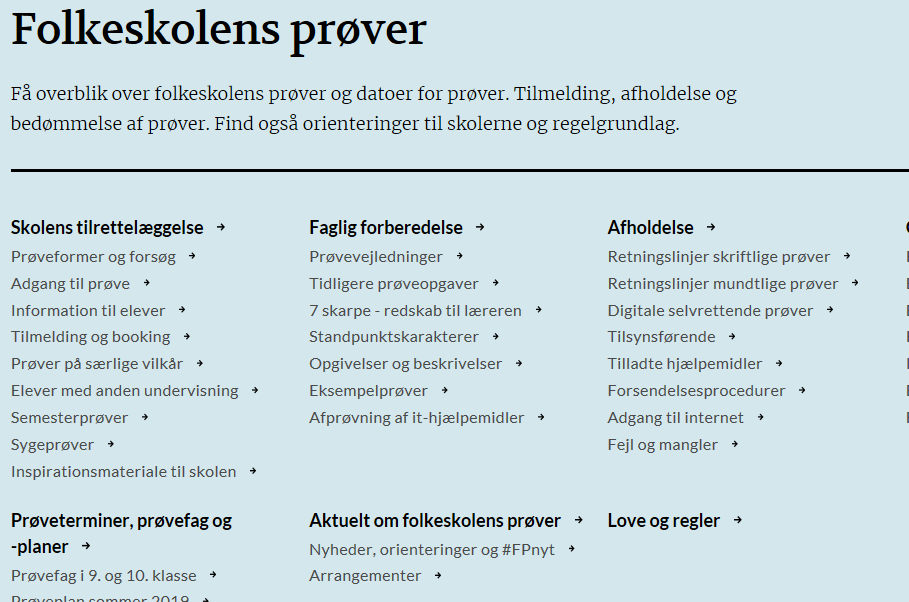 Folkeskolens prøver
Få overblik over folkeskolens prøver og datoer for prøver. Tilmelding, afholdelse og
bedømmelse af prøver. Find også orienteringer til skolerne og regelgrundlag.
Skolens tilrettelæggelse →
Prøveformer og forsøg →
Adgang til prøve →
Information til elever →
Tilmelding og booking →
Prøver på særlige vilkår →
Elever med anden undervisning →
Semesterprøver →
Sygeprøver →
Inspirationsmateriale til skolen →
Faglig forberedelse →
Prøvevejledninger →
Tidligere prøveopgaver →
7 skarpe - redskab til læreren →
Standpunktskarakterer →
Opgivelser og beskrivelser →
Eksempelprøver →
Afprøvning af it-hjælpemidler →
Afholdelse →
Retningslinjer skriftlige prøver →
Retningslinjer mundtlige prøver →
Digitale selvrettende prøver →
Tilsynsførende →
Tilladte hjælpemidler →
Forsendelsesprocedurer →
Adgang til internet →
Fejl og mangler →
Prøveterminer, prøvefag og
-planer →
Prøvefag i 9. og 10. klasse →
Prøveplan sommer 2019 →
Aktuelt om folkeskolens prøver →
Nyheder, orienteringer og #FPnyt →
Arrangementer →
Love og regler →